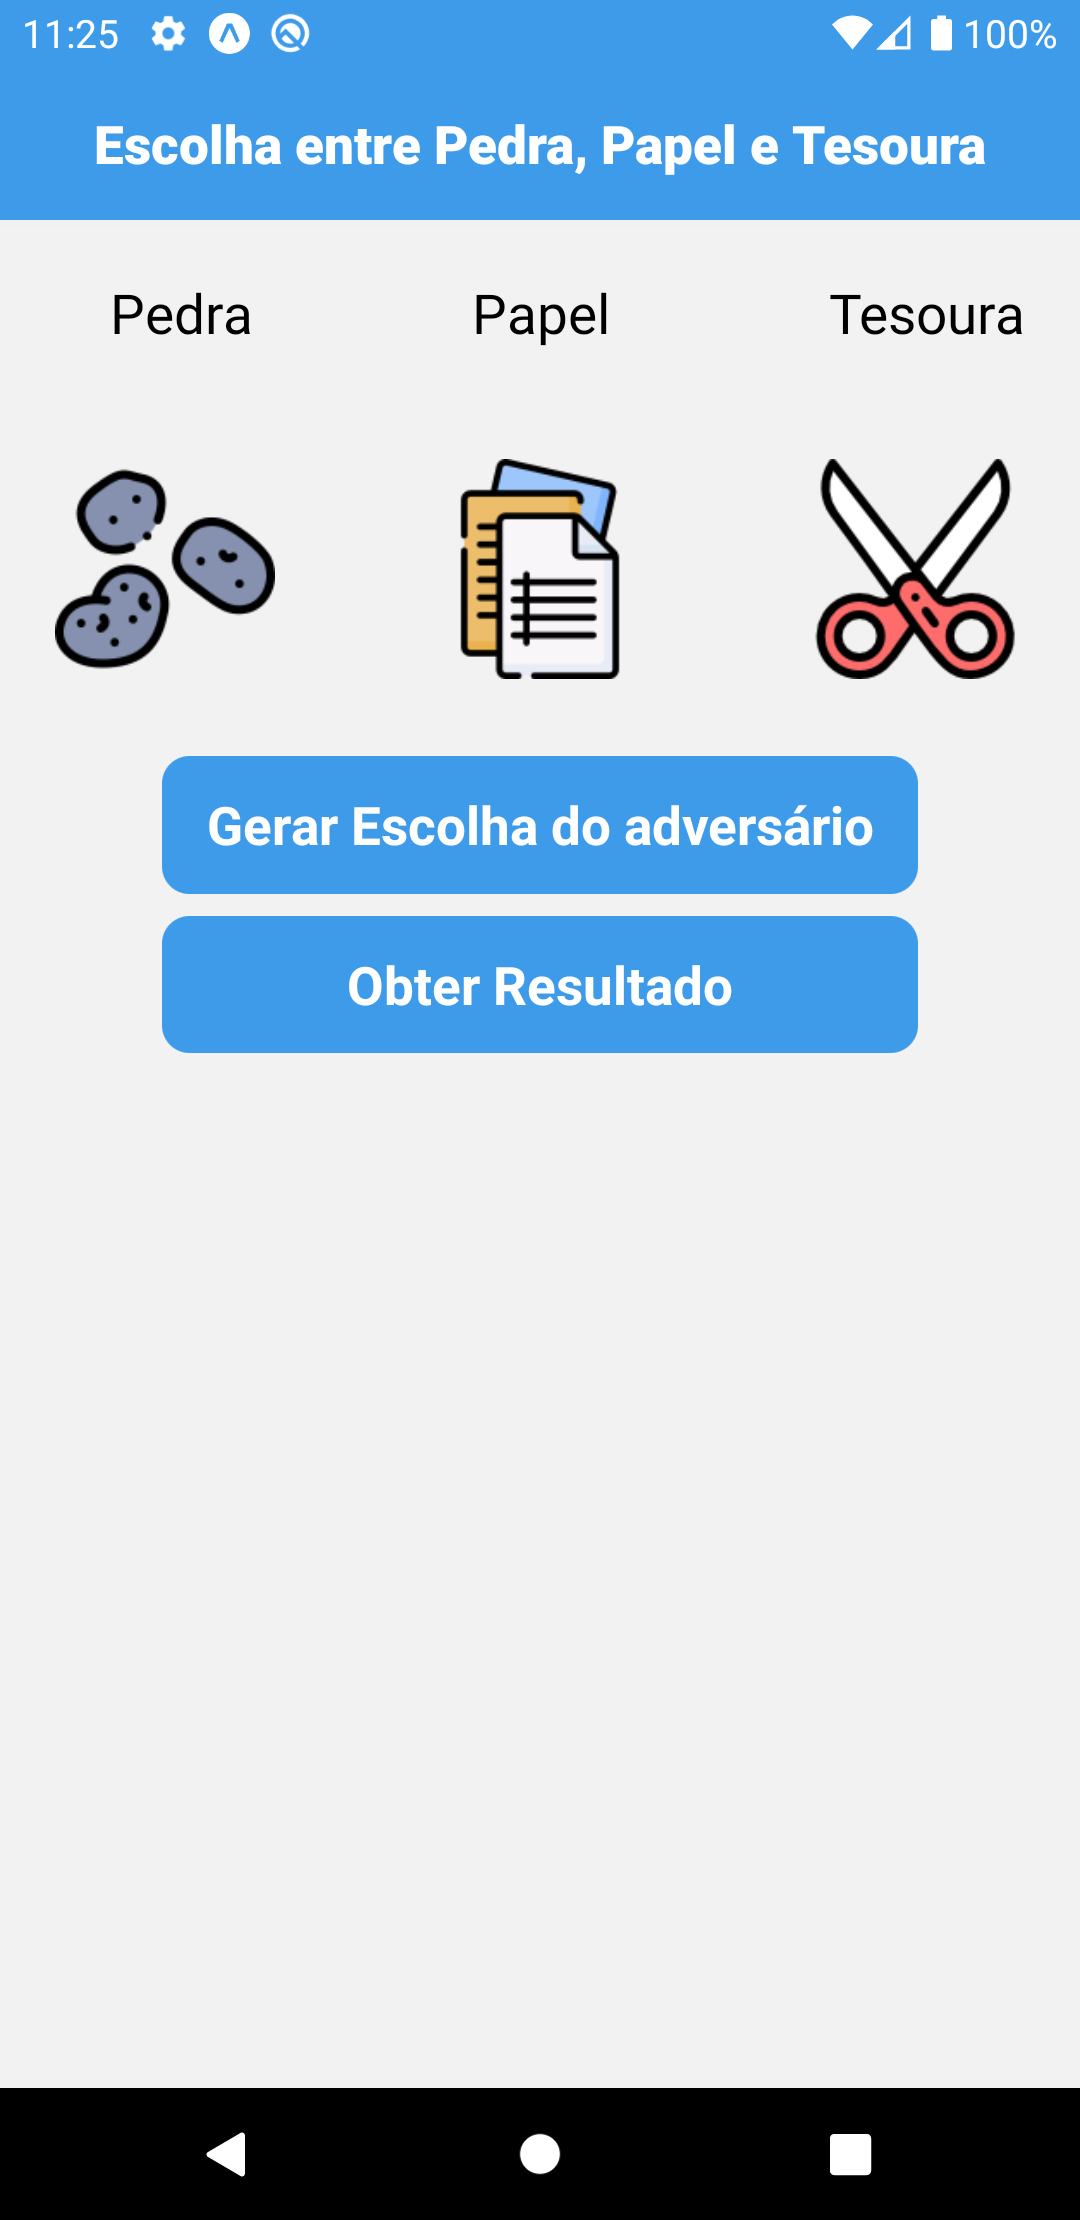 11:25 100%
Escolha entre Pedra, Papel e Tesoura
Pedra Papel Tesoura
Gerar Escolha do adversário
Obter Resultado